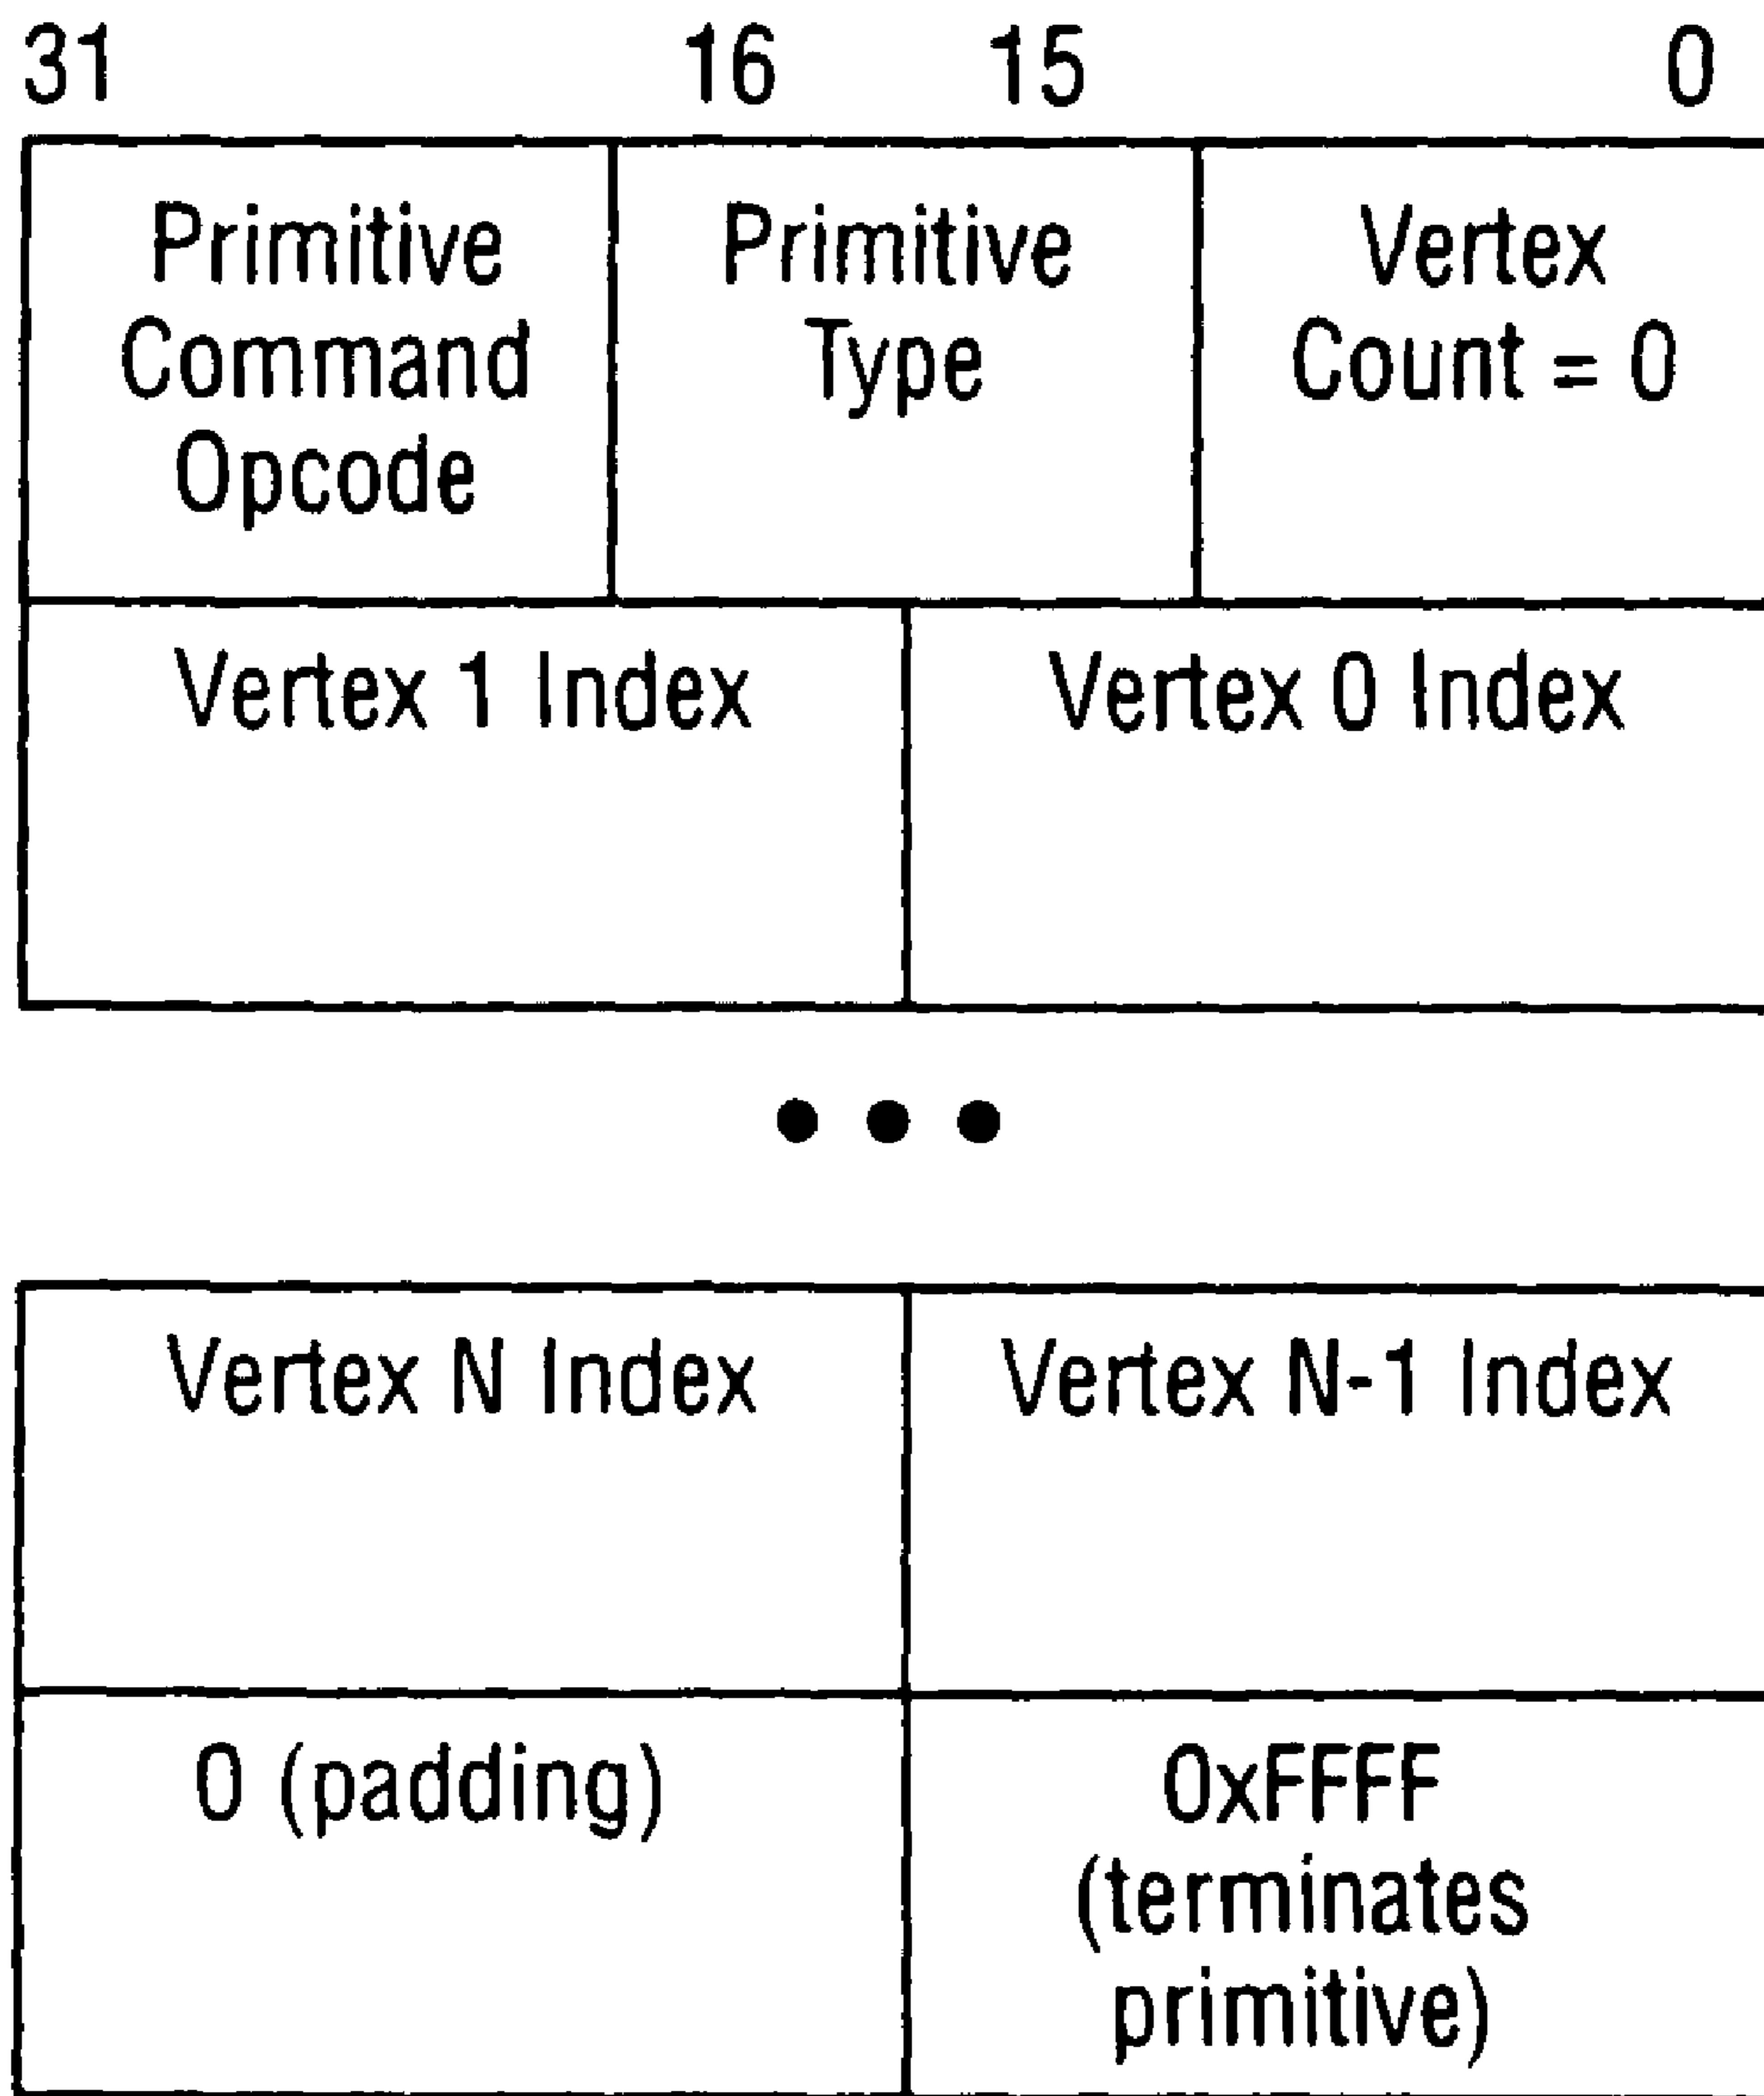 31 16 15 0
Primitive
Command
Opcode
Primitive
Type
Vertex
Count = 0
Vertex 1 Index
Vertex 0 Index
Vertex N Index
Vertex N-1 Index
0 (padding)
0xFFFF
(terminates
primitive)